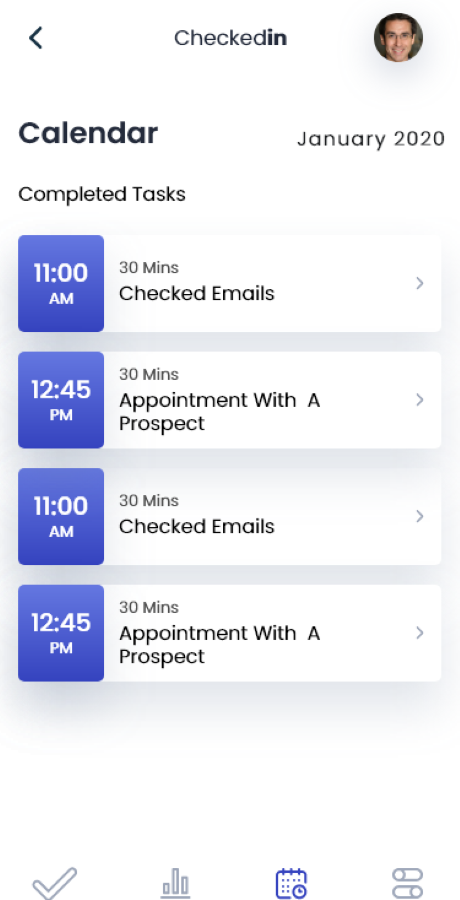 Checkedin
Calendar
January 2020
Completed Tasks
11:00
AM
30 Mins
Checked Emails
12:45
PM
30 Mins
Appointment With A
Prospect
11:00
AM
30 Mins
Checked Emails
12:45
PM
30 Mins
Appointment With A
Prospect